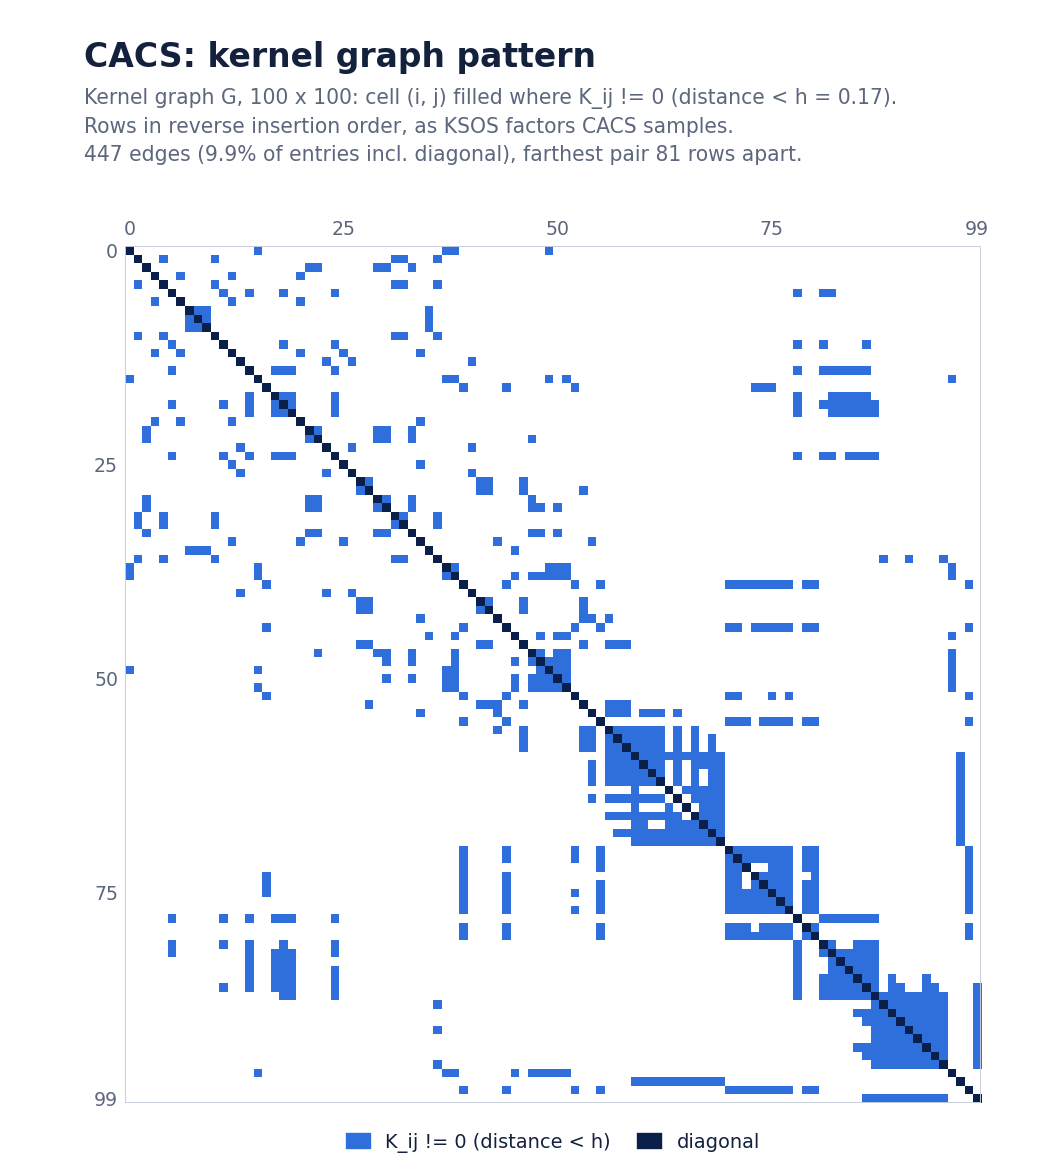 CACS: kernel graph pattern
Kernel graph G, 100 x 100: cell (i, j) filled where K_ij != 0 (distance < h = 0.17).
Rows in reverse insertion order, as KSOS factors CACS samples.
447 edges (9.9% of entries incl. diagonal), farthest pair 81 rows apart.
0 25 50 75 99
0
25
50
75
99
K_ij != 0 (distance < h) diagonal